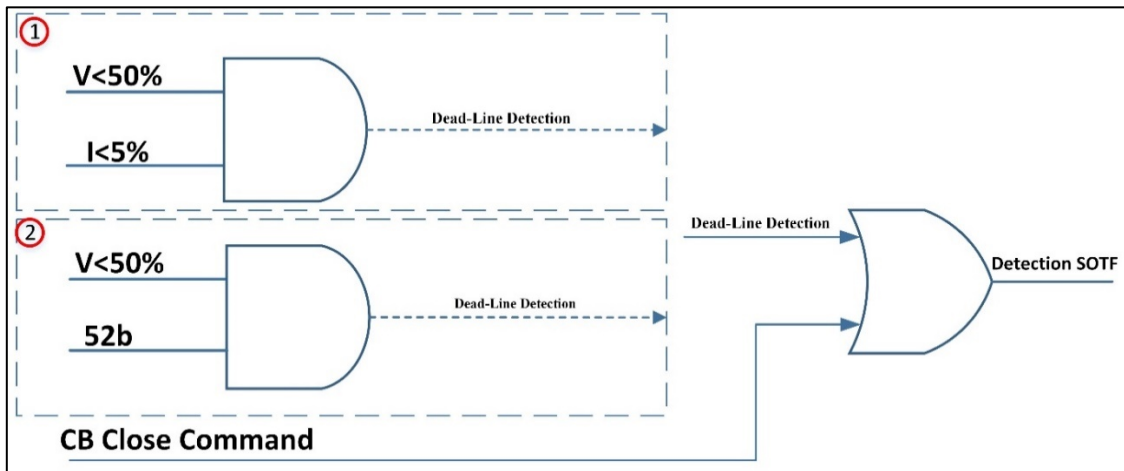 1
V<50%
Dead-Line Detection
I<5%
2
V<50%
Dead-Line Detection
52b
Dead-Line Detection
Detection SOTF
CB Close Command